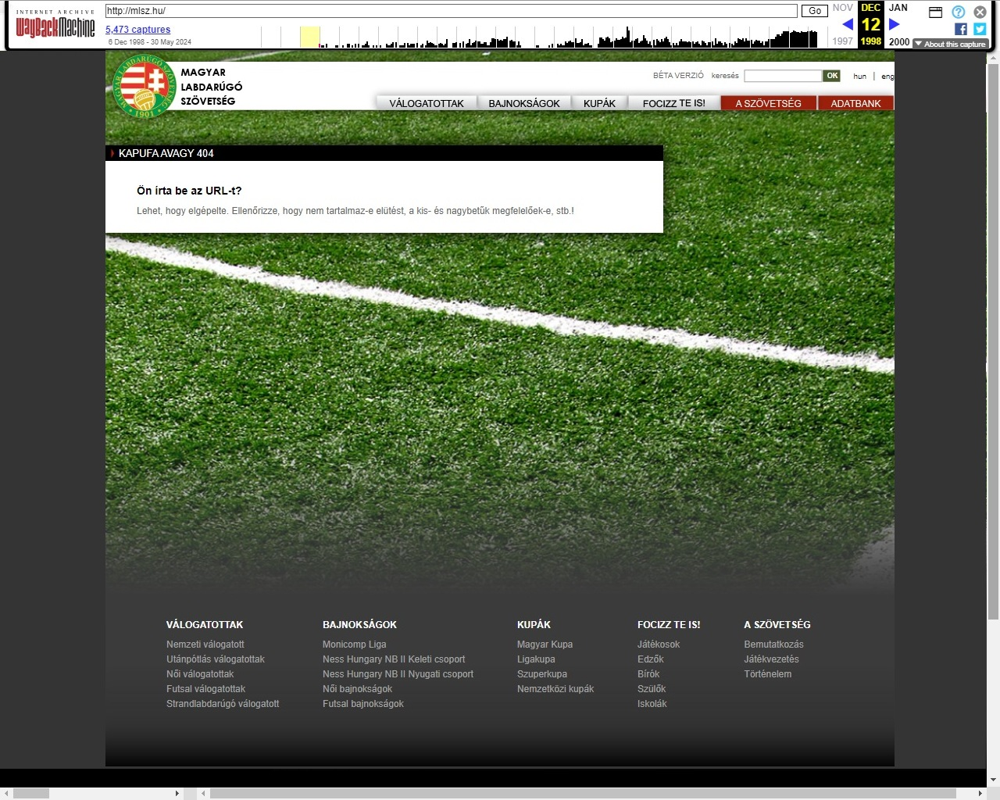 INTERNET ARCHIVE
WayBackMachine
http://mlsz.hu/
Go
NOV
DEC
JAN
5,473 captures
12
6 Dec 1998 - 30 May 2024
1997
1998
2000
About this capture
MAGYAR
LABDARÚGÓ
SZÖVETSÉG
MAGYAR LABDARÚGÓ SZÖVETSÉG
1901
BÉTA VERZIÓ
keresés
OK
hun | eng
VÁLOGATOTTAK
BAJNOKSÁGOK
KUPÁK
FOCIZZ TE IS!
A SZÖVETSÉG
ADATBANK
KAPUFA AVAGY 404
Ön írta be az URL-t?
Lehet, hogy elgépelte. Ellenőrizze, hogy nem tartalmaz-e elütést, a kis- és nagybetűk megfelelőek-e, stb.!
VÁLOGATOTTAK
Nemzeti válogatott
Utánpótlás válogatottak
Női válogatottak
Futsal válogatottak
Strandlabdarúgó válogatott
BAJNOKSÁGOK
Monicomp Liga
Ness Hungary NB II Keleti csoport
Ness Hungary NB II Nyugati csoport
Női bajnokságok
Futsal bajnokságok
KUPÁK
Magyar Kupa
Ligakupa
Szuperkupa
Nemzetközi kupák
FOCIZZ TE IS!
Játékosok
Edzők
Bírók
Szülők
Iskolák
A SZÖVETSÉG
Bemutatkozás
Játékvezetés
Történelem